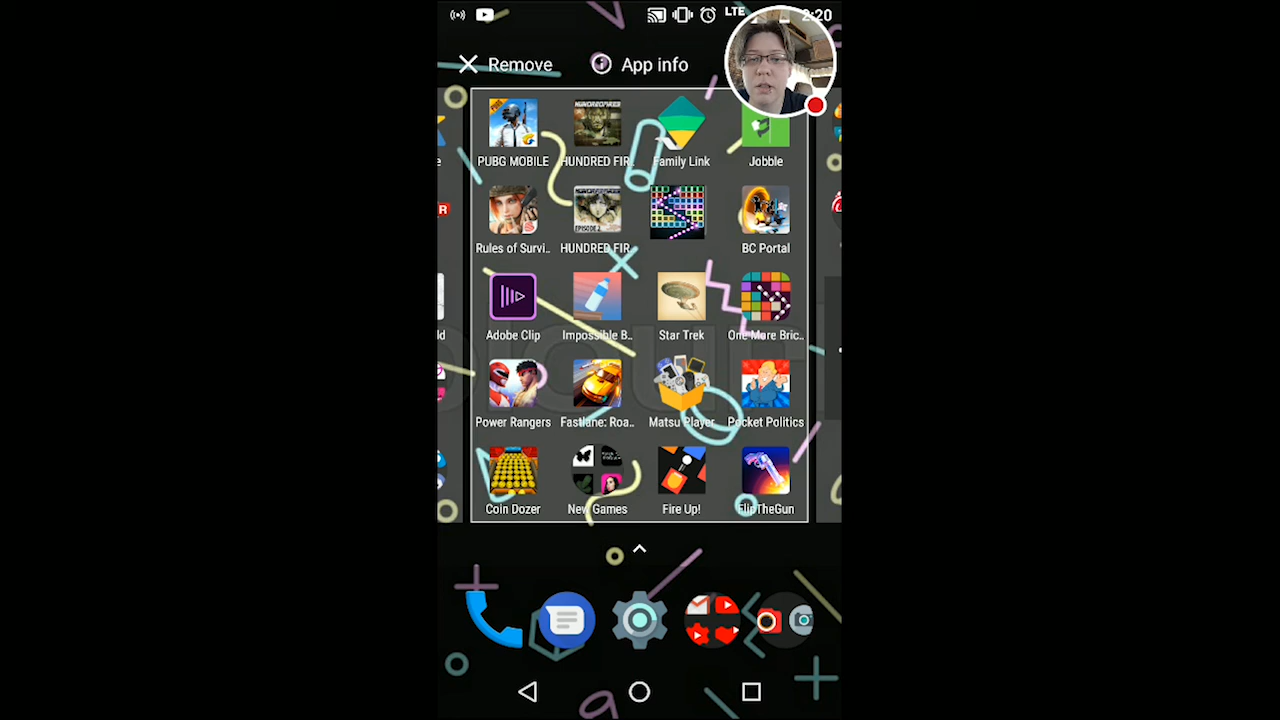 LTE 2:20
Remove App info
PUBG MOBILE HUNDRED FIR.. Family Link Jobble
Rules of Survi.. HUNDRED FIR.. BC Portal
Adobe Clip Impossible B.. Star Trek One More Bric..
Power Rangers Fastlane: Roa.. Matsu Player Pocket Politics
Coin Dozer New Games Fire Up! FlipTheGun